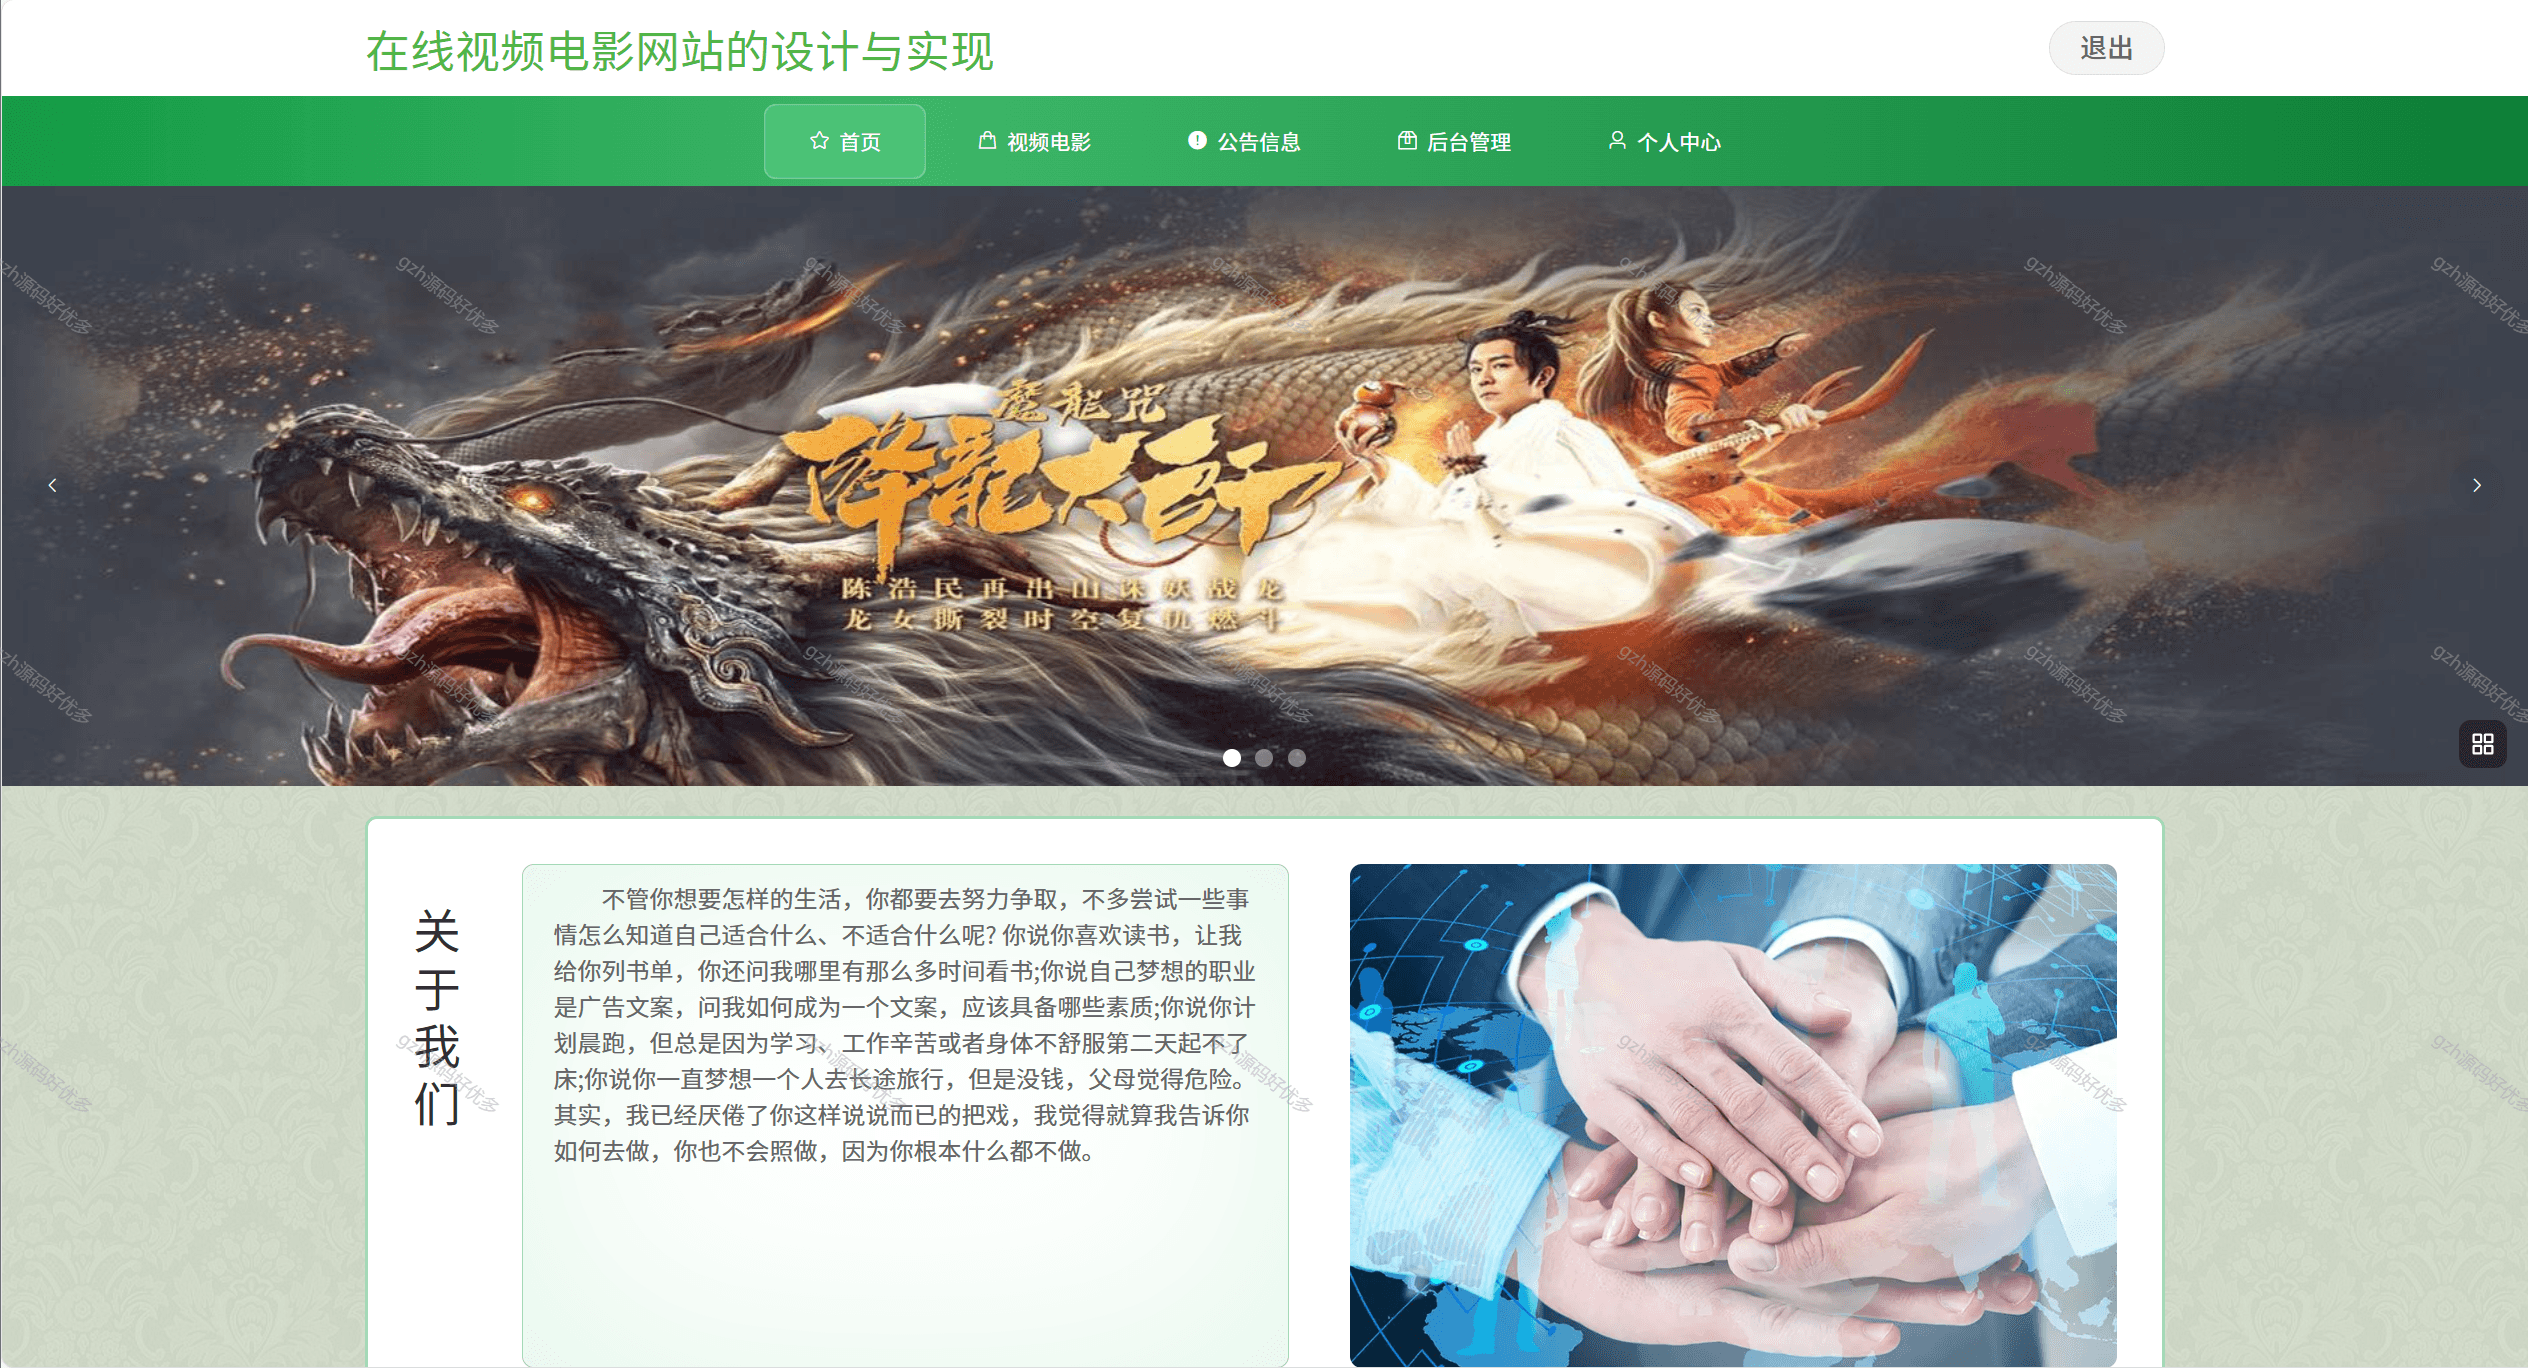 在线视频电影网站的设计与实现
退出
首页
视频电影
公告信息
后台管理
个人中心
魔龍咒
降龍大師
陈浩民再出山诛妖战龙
龙女撕裂时空复仇燃斗
关于我们
不管你想要怎样的生活，你都要去努力争取，不多尝试一些事
情怎么知道自己适合什么、不适合什么呢? 你说你喜欢读书，让我
给你列书单，你还问我哪里有那么多时间看书;你说自己梦想的职业
是广告文案，问我如何成为一个文案，应该具备哪些素质;你说你计
划晨跑，但总是因为学习、工作辛苦或者身体不舒服第二天起不了
床;你说你一直梦想一个人去长途旅行，但是没钱，父母觉得危险。
其实，我已经厌倦了你这样说说而已的把戏，我觉得就算我告诉你
如何去做，你也不会照做，因为你根本什么都不做。
gzh源码好优多